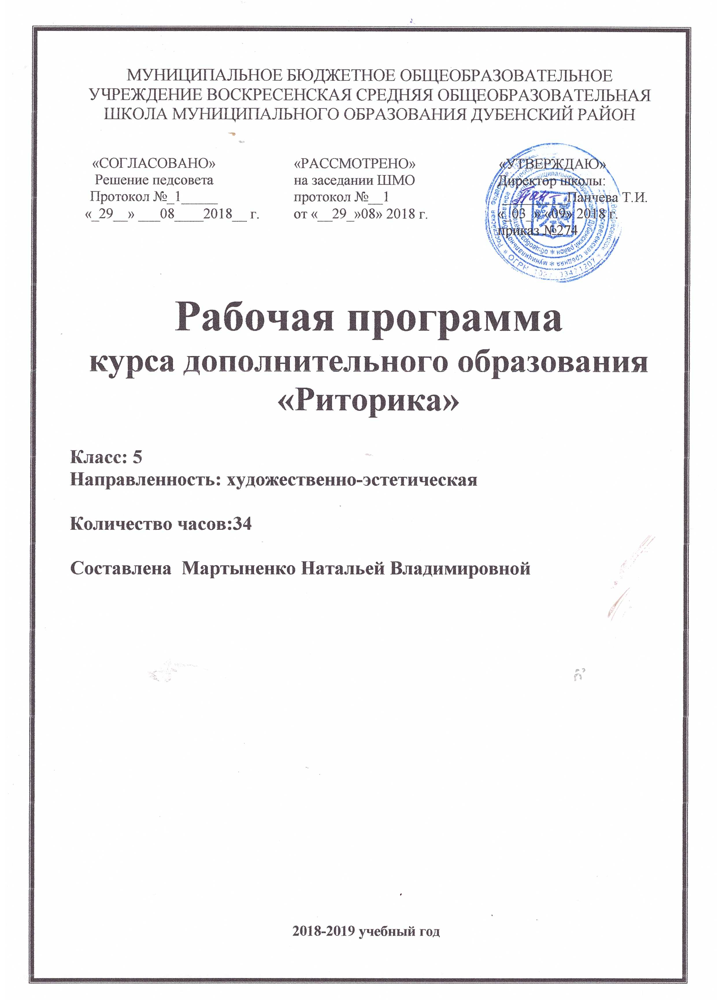 МУНИЦИПАЛЬНОЕ БЮДЖЕТНОЕ ОБЩЕОБРАЗОВАТЕЛЬНОЕ
УЧРЕЖДЕНИЕ ВОСКРЕСЕНСКАЯ СРЕДНЯЯ ОБЩЕОБРАЗОВАТЕЛЬНАЯ
ШКОЛА МУНИЦИПАЛЬНОГО ОБРАЗОВАНИЯ ДУБЕНСКИЙ РАЙОН
«СОГЛАСОВАНО»
Решение педсовета
Протокол №_1_____
«_29__» ___08____2018__ г.
«РАССМОТРЕНО»
на заседании ШМО
протокол №__1
от «__29_»08» 2018 г.
«УТВЕРЖДАЮ»
Директор школы:
_________Панчева Т.И.
«_03_» «09» 2018 г.
приказ №274
Рабочая программа
курса дополнительного образования
«Риторика»
Класс: 5
Направленность: художественно-эстетическая
Количество часов:34
Составлена Мартыненко Натальей Владимировной
2018-2019 учебный год